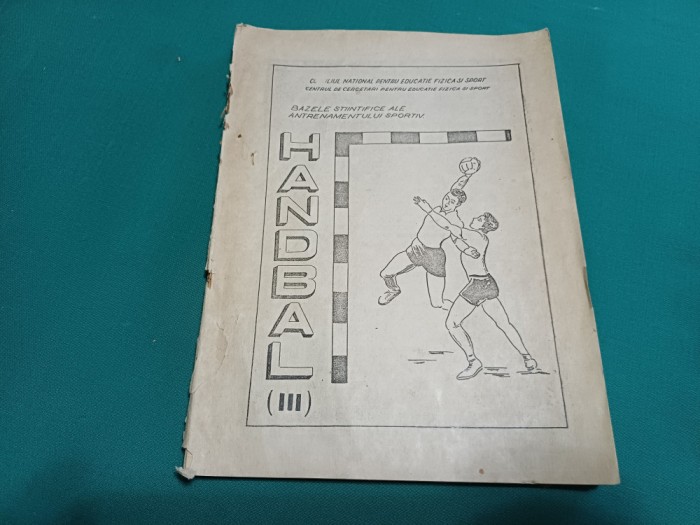 NATIONAL PENTRU EDUCATIE FIZICA SI SPORT
CENTRUL DE CERCETARI PENTRU EDUCATIE FIZICA SI SPORT
BAZELE STIINTIFICE ALE
ANTRENAMENTULUI SPORTIV
HANDBAL
(III)